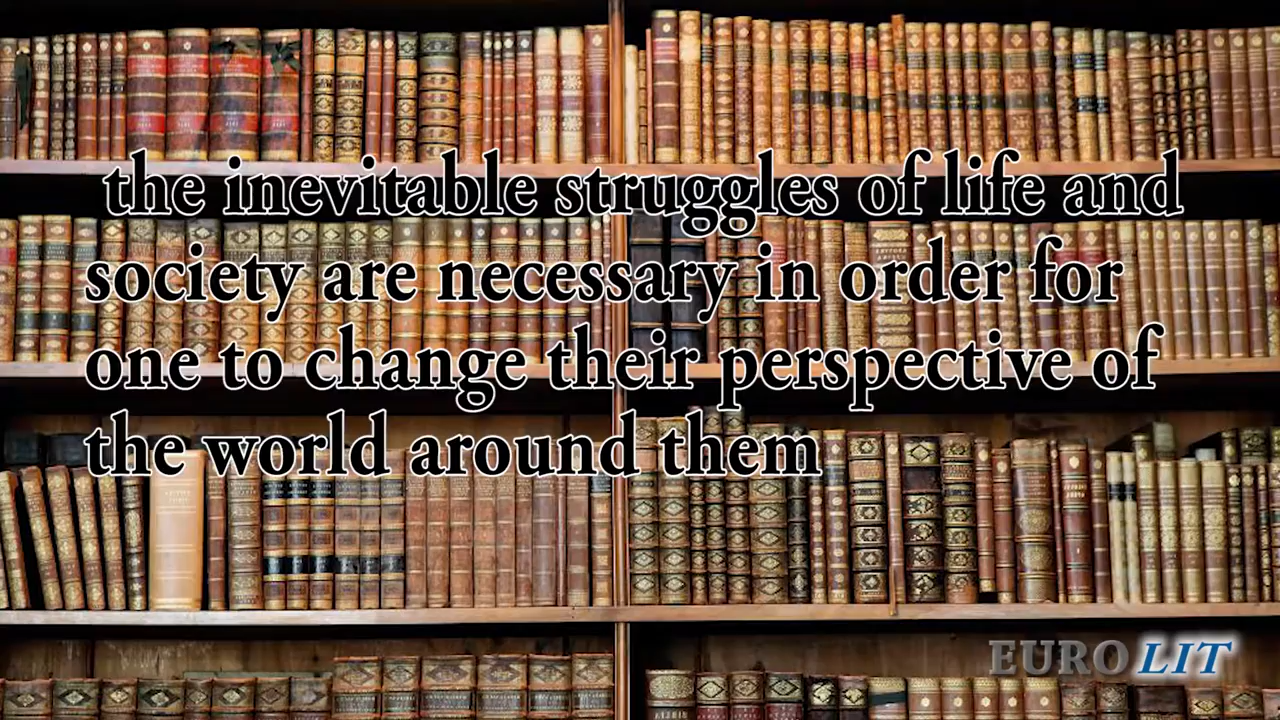 the inevitable struggles of life and
society are necessary in order for
one to change their perspective of
the world around them
EUROLIT